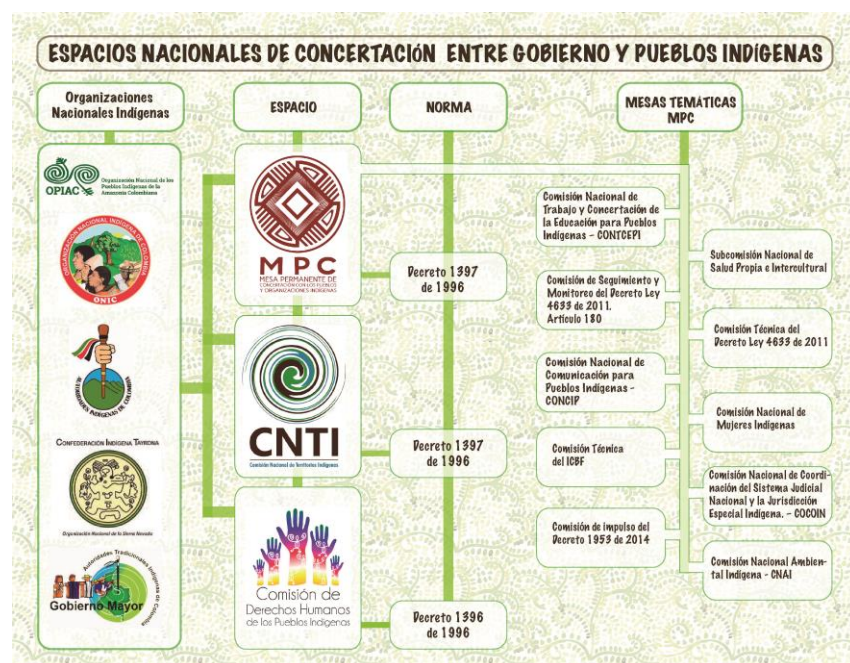 ESPACIOS NACIONALES DE CONCERTACIÓN ENTRE GOBIERNO Y PUEBLOS INDÍGENAS
Organizaciones
Nacionales Indígenas
OPIAC
Organización Nacional de los
Pueblos Indígenas de la
Amazonía Colombiana
ORGANIZACIÓN NACIONAL INDÍGENA DE COLOMBIA
ONIC
AUTORIDADES INDÍGENAS DE COLOMBIA
CONFEDERACIÓN INDÍGENA TAYRONA
Organización Nacional de la Sierra Nevada
Autoridades Tradicionales Indígenas de Colombia
Gobierno Mayor
ESPACIO
MPC
MESA PERMANENTE DE
CONCERTACIÓN CON LOS PUEBLOS
Y ORGANIZACIONES INDÍGENAS
CNTI
Comisión Nacional de Territorios Indígenas
Comisión de
Derechos Humanos
de los Pueblos Indígenas
NORMA
Decreto 1397
de 1996
Decreto 1397
de 1996
Decreto 1396
de 1996
MESAS TEMÁTICAS
MPC
Comisión Nacional de
Trabajo y Concertación de
la Educación para Pueblos
Indígenas - CONTCEPI
Comisión de Seguimiento y
Monitoreo del Decreto Ley
4633 de 2011.
Artículo 180
Comisión Nacional de
Comunicación para
Pueblos Indígenas -
CONCIP
Comisión Técnica
del ICBF
Comisión de impulso del
Decreto 1953 de 2014
Subcomisión Nacional de
Salud Propia e Intercultural
Comisión Técnica del
Decreto Ley 4633 de 2011
Comisión Nacional de
Mujeres Indígenas
Comisión Nacional de Coordi-
nación del Sistema Judicial
Nacional y la Jurisdicción
Especial Indígena. - COCOIN
Comisión Nacional Ambien-
tal Indígena - CNAI